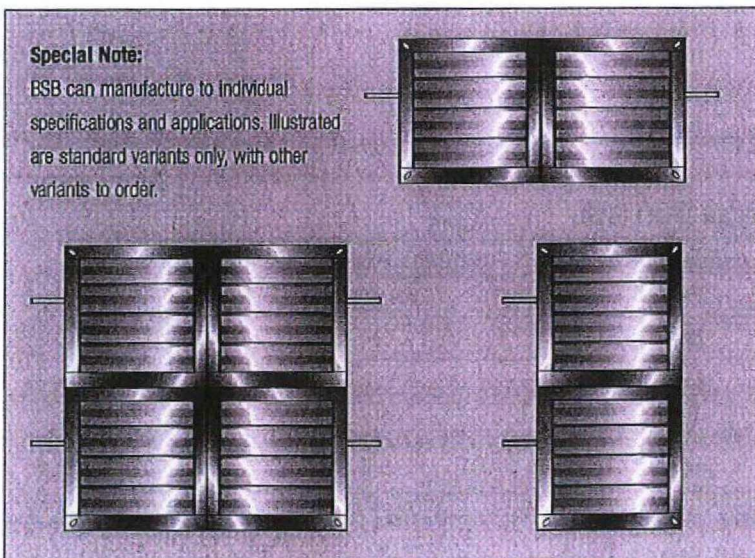 Special Note:
BSB can manufacture to individual
specifications and applications. Illustrated
are standard variants only, with other
variants to order.